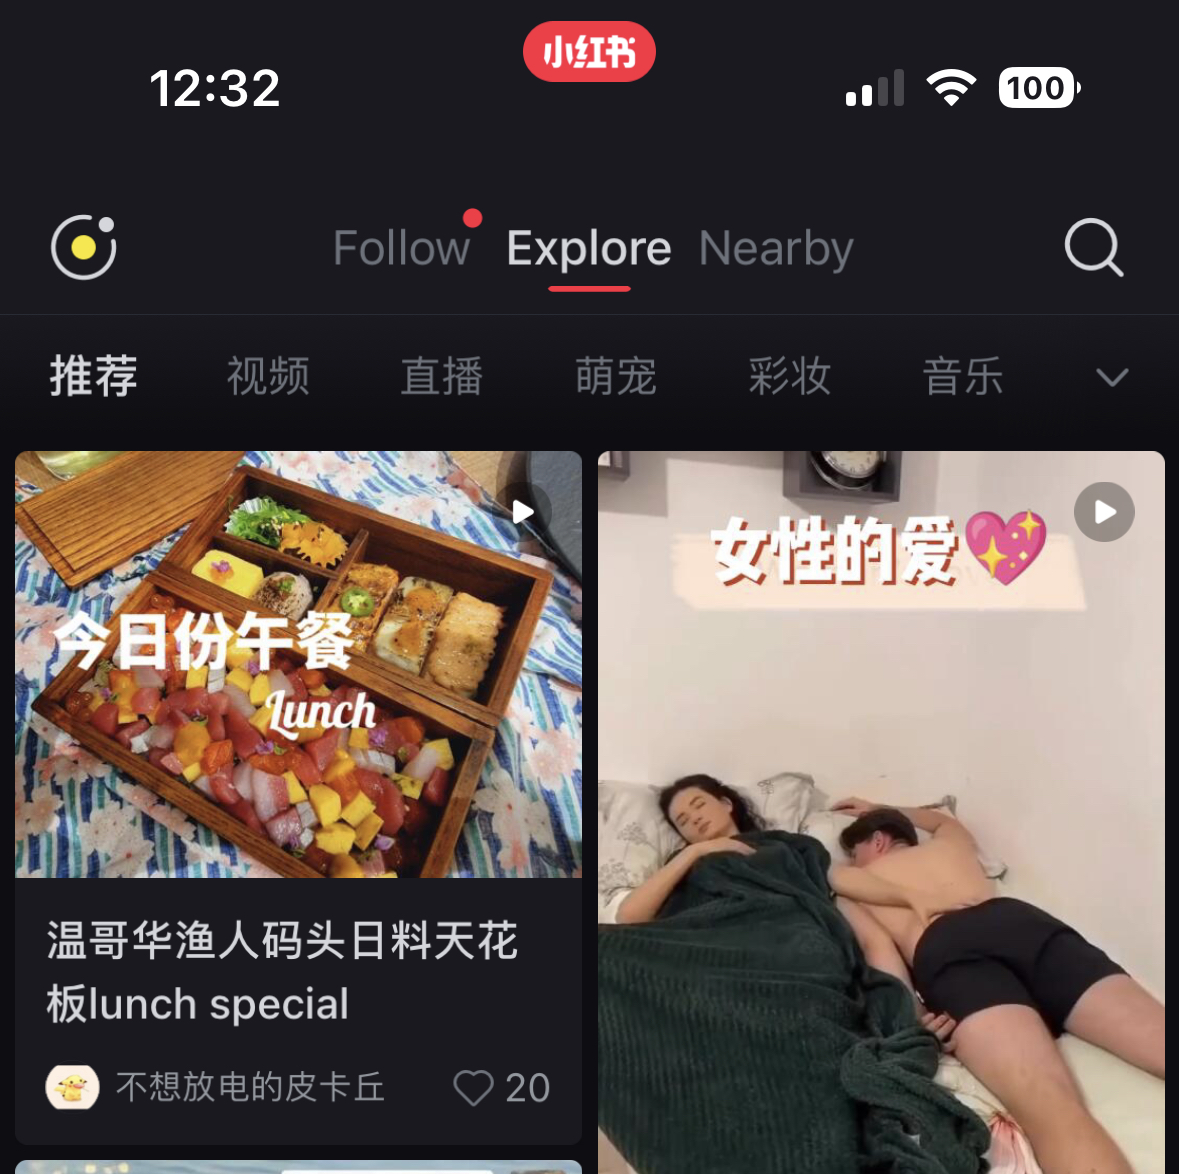 小红书
12:32
100
Follow Explore Nearby
推荐 视频 直播 萌宠 彩妆 音乐
今日份午餐
Lunch
温哥华渔人码头日料天花
板lunch special
不想放电的皮卡丘 20
女性的爱💖